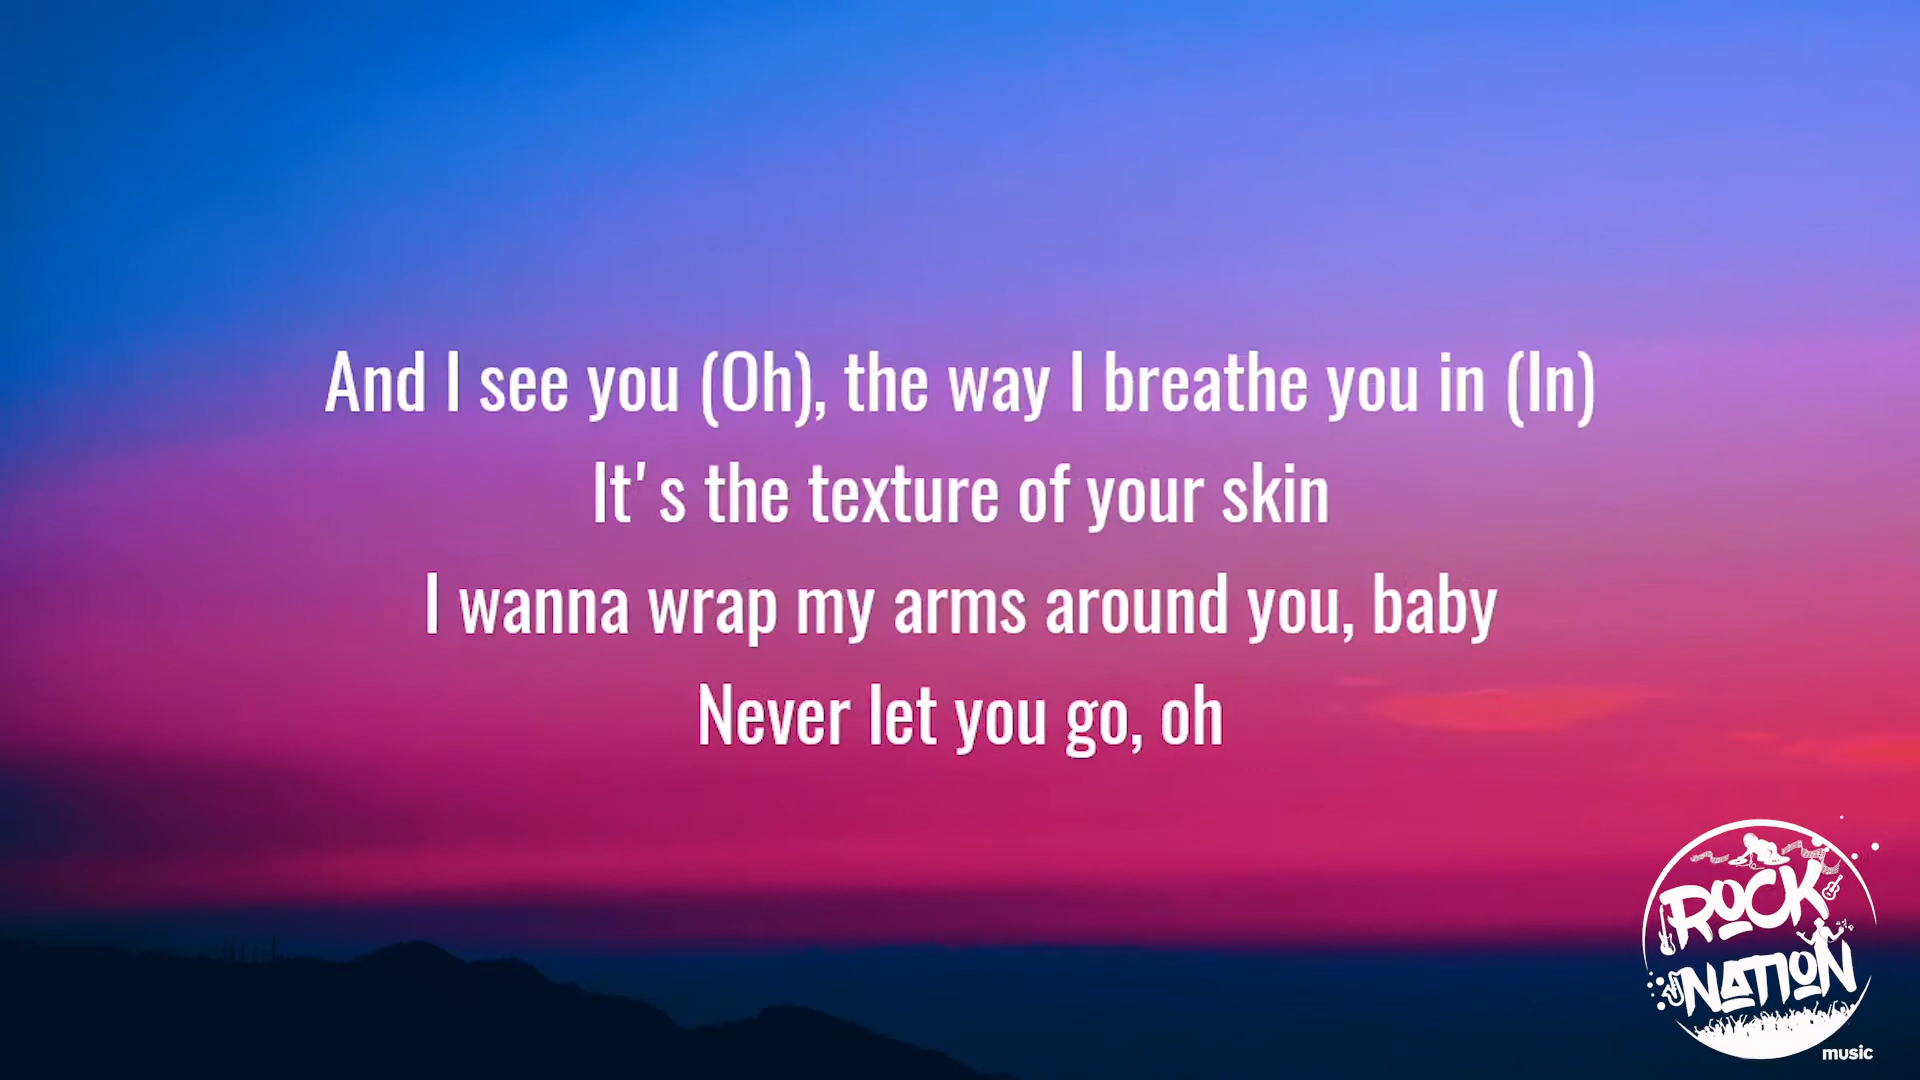 And I see you (Oh), the way I breathe you in (In)
It's the texture of your skin
I wanna wrap my arms around you, baby
Never let you go, oh
ROCK
NATION
music